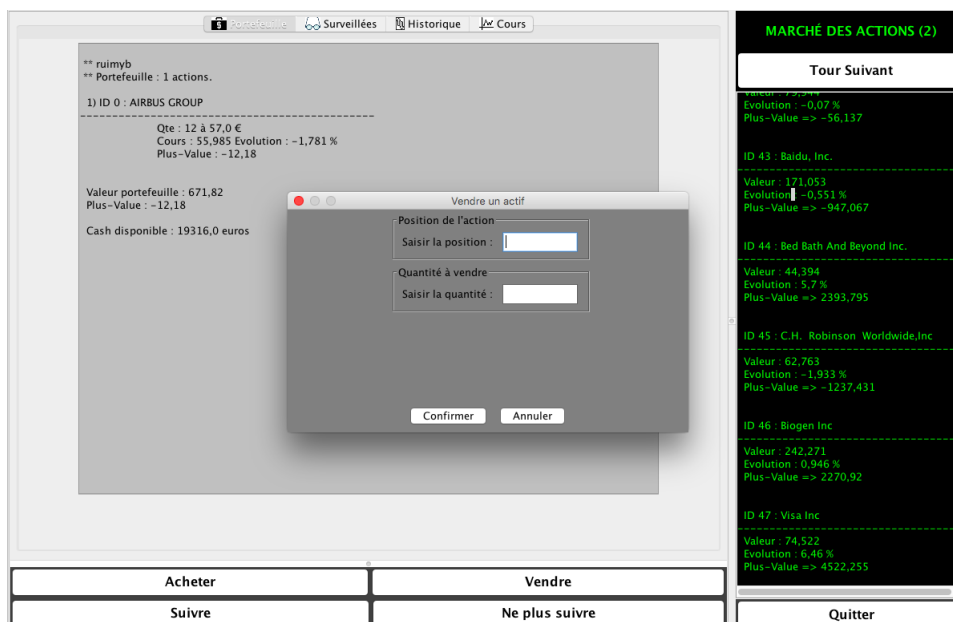 Portefeuille
Surveillées
Historique
Cours
** ruimyb
** Portefeuille : 1 actions.
1) ID 0 : AIRBUS GROUP
Qte : 12 à 57,0 €
Cours : 55,985 Evolution : -1,781 %
Plus-Value : -12,18
Valeur portefeuille : 671,82
Plus-Value : -12,18
Cash disponible : 19316,0 euros
Vendre un actif
Position de l'action
Saisir la position :
Quantité à vendre
Saisir la quantité :
Confirmer
Annuler
Acheter
Vendre
Suivre
Ne plus suivre
MARCHÉ DES ACTIONS (2)
Tour Suivant
Valeur : 75,944
Evolution : -0,07 %
Plus-Value => -56,137
ID 43 : Baidu, Inc.
Valeur : 171,053
Evolution : -0,551 %
Plus-Value => -947,067
ID 44 : Bed Bath And Beyond Inc.
Valeur : 44,394
Evolution : 5,7 %
Plus-Value => 2393,795
ID 45 : C.H. Robinson Worldwide,Inc
Valeur : 62,763
Evolution : -1,933 %
Plus-Value => -1237,431
ID 46 : Biogen Inc
Valeur : 242,271
Evolution : 0,946 %
Plus-Value => 2270,92
ID 47 : Visa Inc
Valeur : 74,522
Evolution : 6,46 %
Plus-Value => 4522,255
Quitter